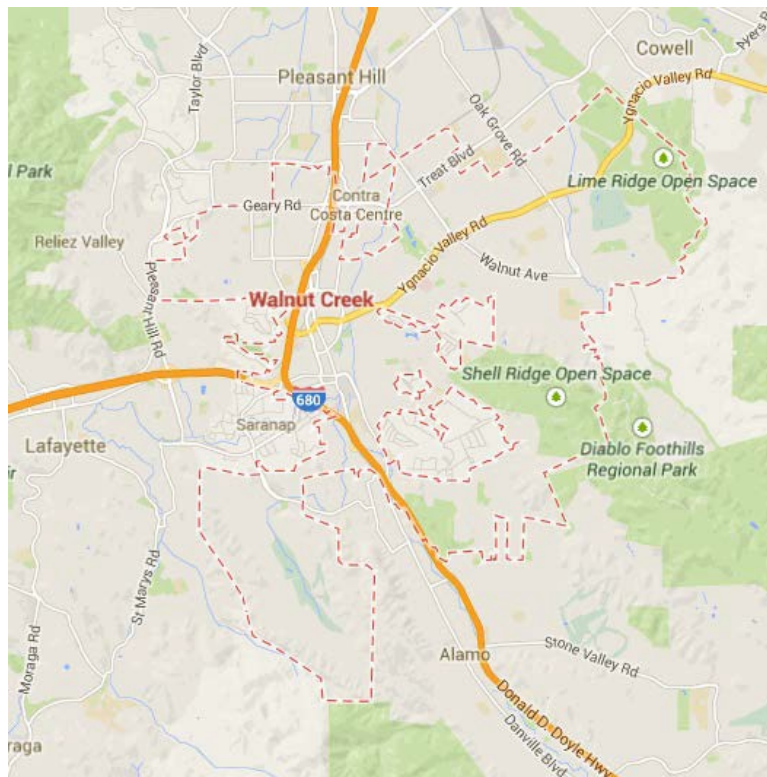 Cowell
Ayers R
Pleasant Hill
Taylor Blvd
Ygnacio Valley Rd
Oak Grove Rd
Treat Blvd
l Park
Lime Ridge Open Space
Contra
Costa Centre
Geary Rd
Reliez Valley
Ygnacio Valley Rd
Walnut Ave
Pleasant Hill Rd
Walnut Creek
Shell Ridge Open Space
680
Saranap
Lafayette
Diablo Foothills
Regional Park
ir
St Marys Rd
Moraga Rd
Alamo
Stone Valley Rd
Donald D. Doyle Hwy
Danville Blvd
raga